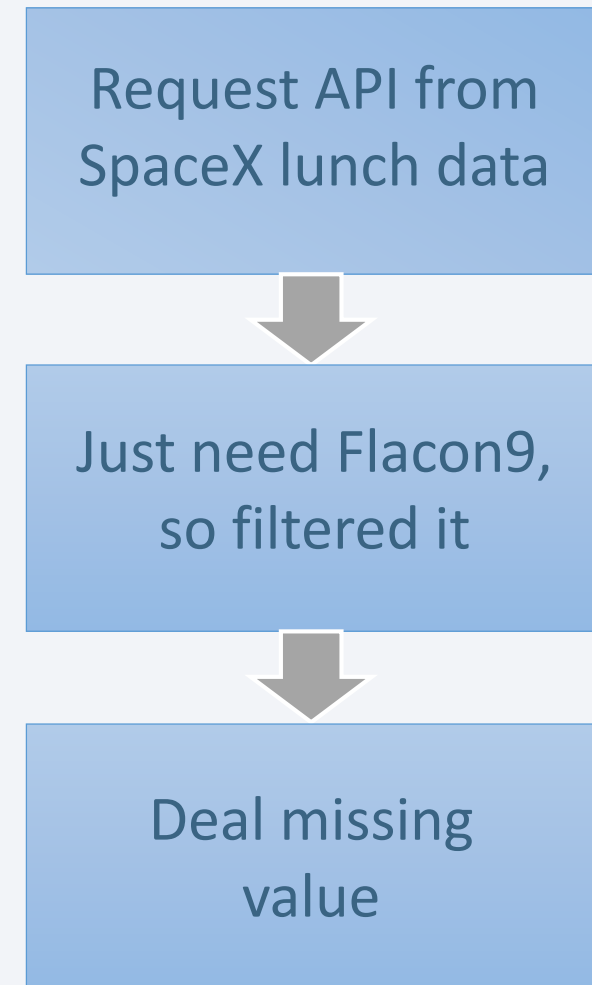 Request API from
SpaceX lunch data
Just need Flacon9,
so filtered it
Deal missing
value